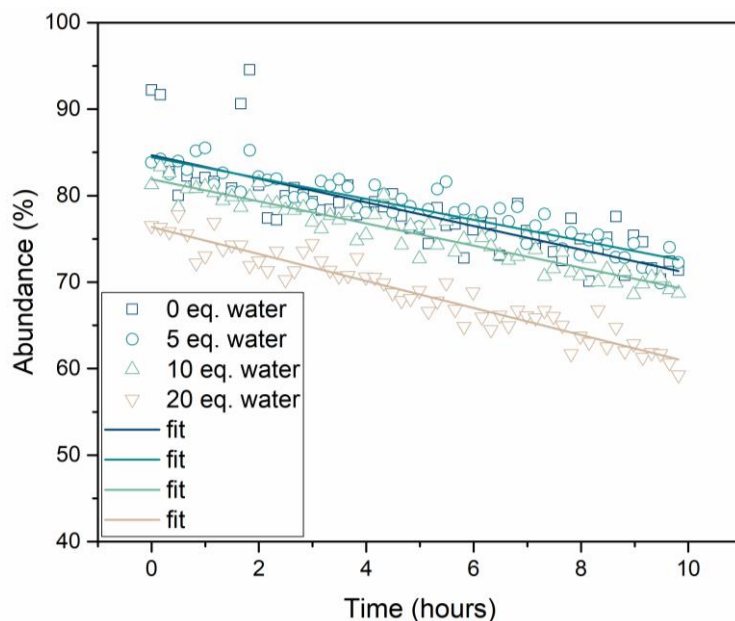 100
90
80
70
60
50
40
Abundance (%)
0 eq. water
5 eq. water
10 eq. water
20 eq. water
fit
fit
fit
fit
0
2
4
6
8
10
Time (hours)